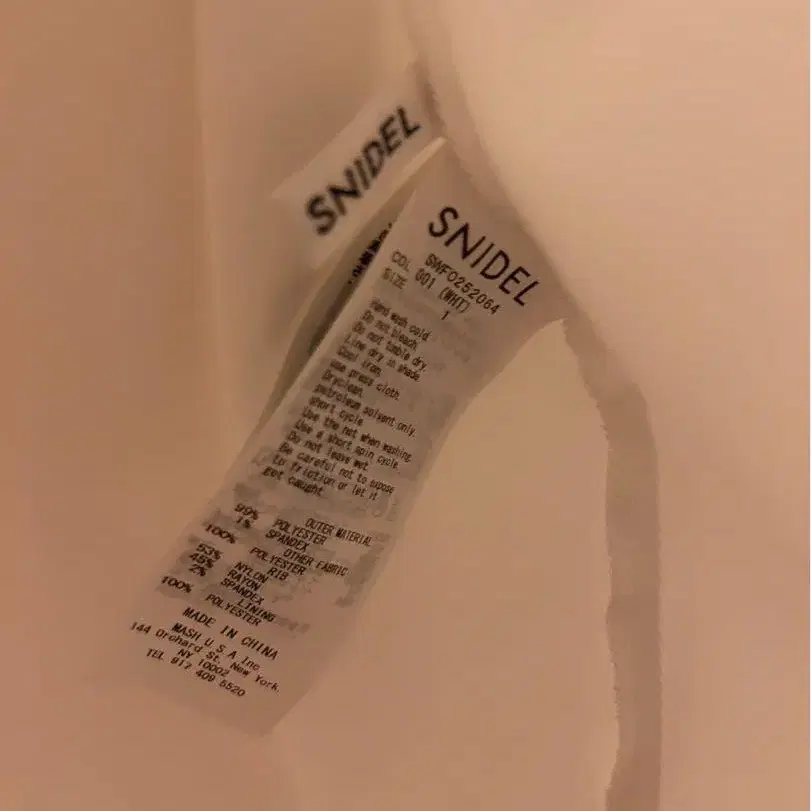 SNIDEL
SNIDEL
SWFO252064
COL 001 (WHT)
SIZE 1
Hand wash cold.
Do not bleach.
Do not tumble dry.
Line dry in shade.
Cool iron.
use press cloth.
Dryclean.
petroleum solvent only.
short cycle
Use the net when washing.
Use a short spin cycle.
Do not leave wet.
Be careful not to expose
to friction or let it
get caught.
OUTER MATERIAL
99% POLYESTER
1% SPANDEX
OTHER FABRIC
100% POLYESTER
RIB
53% NYLON
45% RAYON
2% SPANDEX
LINING
100% POLYESTER
MADE IN CHINA
MASH U S A Inc
144 Orchard St. New York.
NY 10002
TEL 917 409 5520